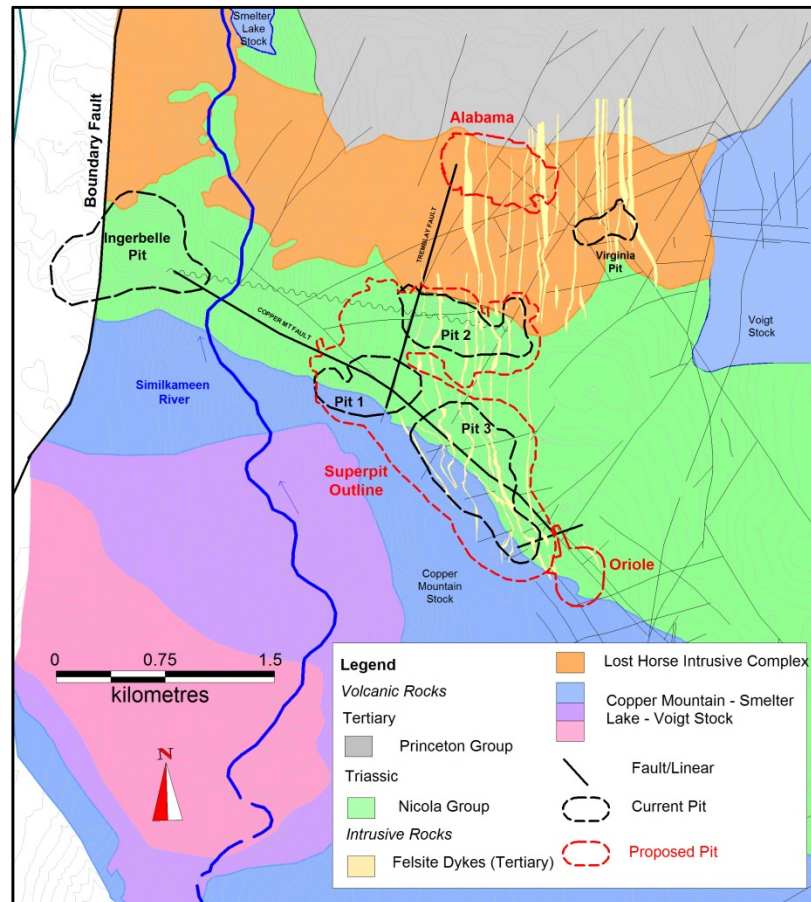 Smelter
Lake
Stock
Boundary Fault
Alabama
TREMBLAY FAULT
Ingerbelle
Pit
Virginia
Pit
COPPER MT FAULT
Pit 2
Voigt
Stock
Similkameen
River
Pit 1
Pit 3
Superpit
Outline
Oriole
Copper
Mountain
Stock
0 0.75 1.5
kilometres
N
Legend
Volcanic Rocks
Tertiary
Princeton Group
Triassic
Nicola Group
Intrusive Rocks
Felsite Dykes (Tertiary)
Lost Horse Intrusive Complex
Copper Mountain - Smelter
Lake - Voigt Stock
Fault/Linear
Current Pit
Proposed Pit